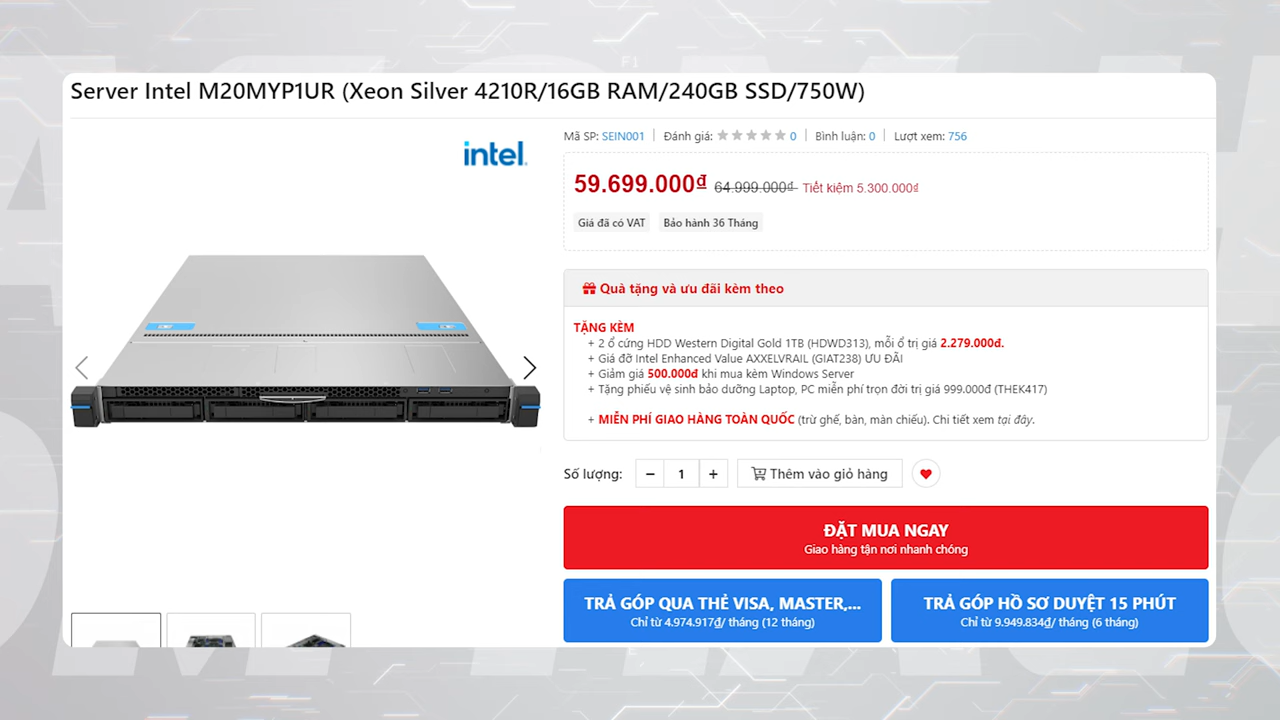 F1
Server Intel M20MYP1UR (Xeon Silver 4210R/16GB RAM/240GB SSD/750W)
intel.
Mã SP: SEIN001 | Đánh giá: ★★★★★ 0 | Bình luận: 0 | Lượt xem: 756
59.699.000₫ 64.999.000₫ Tiết kiệm 5.300.000₫
Giá đã có VAT Bảo hành 36 Tháng
Quà tặng và ưu đãi kèm theo
TẶNG KÈM
+ 2 ổ cứng HDD Western Digital Gold 1TB (HDWD313), mỗi ổ trị giá 2.279.000đ.
+ Giá đỡ Intel Enhanced Value AXXELVRAIL (GIAT238) ƯU ĐÃI
+ Giảm giá 500.000đ khi mua kèm Windows Server
+ Tặng phiếu vệ sinh bảo dưỡng Laptop, PC miễn phí trọn đời trị giá 999.000đ (THEK417)
+ MIỄN PHÍ GIAO HÀNG TOÀN QUỐC (trừ ghế, bàn, màn chiếu). Chi tiết xem tại đây.
Số lượng: − 1 + Thêm vào giỏ hàng
ĐẶT MUA NGAY
Giao hàng tận nơi nhanh chóng
TRẢ GÓP QUA THẺ VISA, MASTER,...
Chỉ từ 4.974.917₫/ tháng (12 tháng)
TRẢ GÓP HỒ SƠ DUYỆT 15 PHÚT
Chỉ từ 9.949.834₫/ tháng (6 tháng)